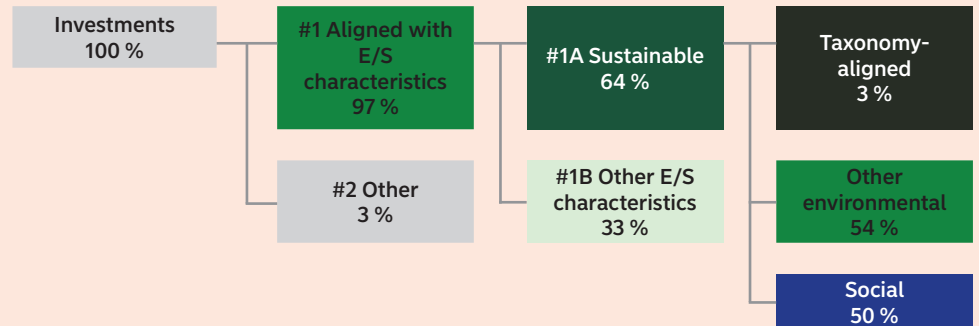 Investments
100 %
#1 Aligned with
E/S
characteristics
97 %
#1A Sustainable
64 %
Taxonomy-
aligned
3 %
#2 Other
3 %
#1B Other E/S
characteristics
33 %
Other
environmental
54 %
Social
50 %